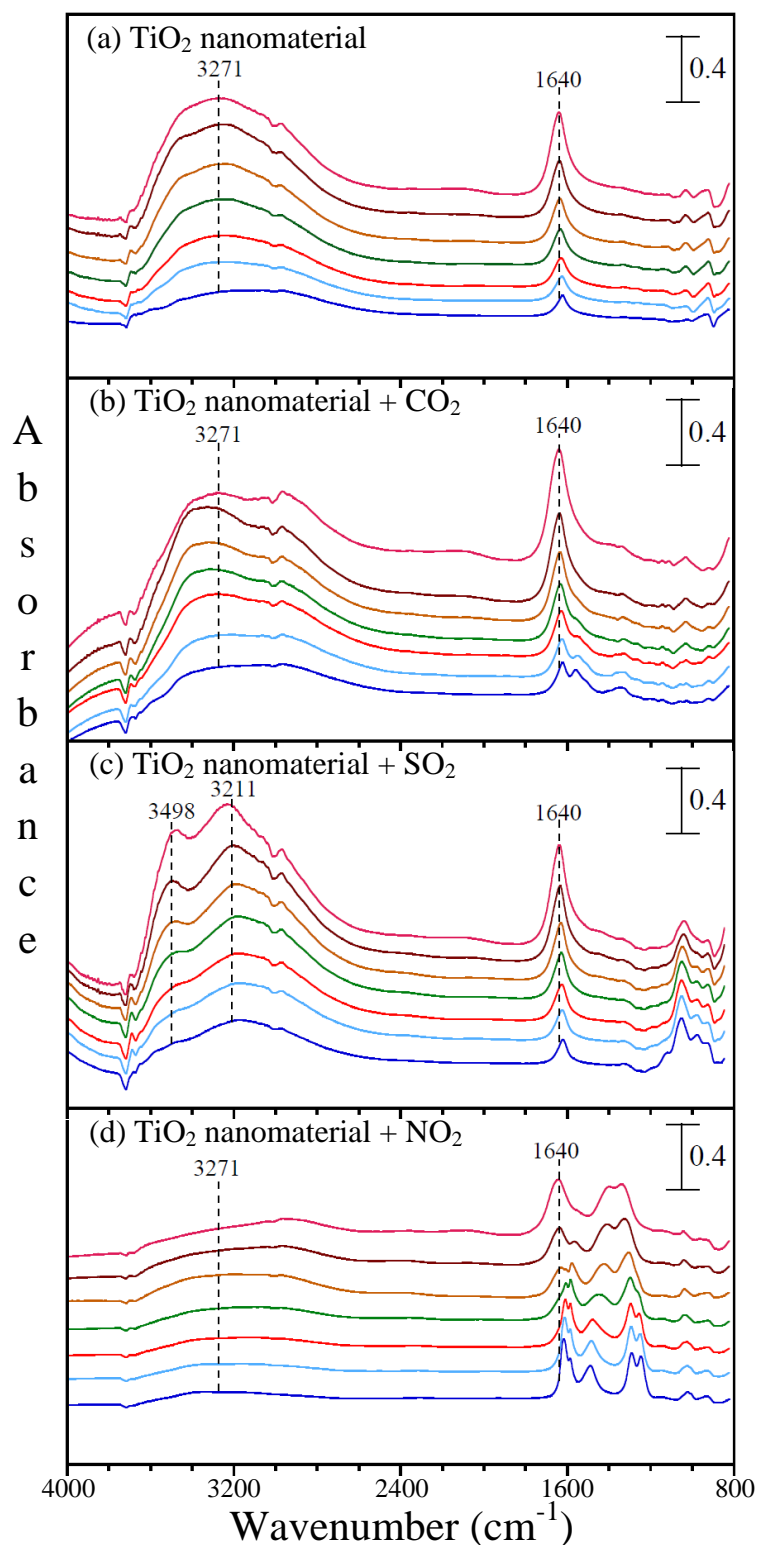 (a) TiO₂ nanomaterial
3271
1640
0.4
(b) TiO₂ nanomaterial + CO₂
3271
1640
0.4
(c) TiO₂ nanomaterial + SO₂
3498
3211
1640
0.4
(d) TiO₂ nanomaterial + NO₂
3271
1640
0.4
Absorbance
4000 3200 2400 1600 800
Wavenumber (cm⁻¹)